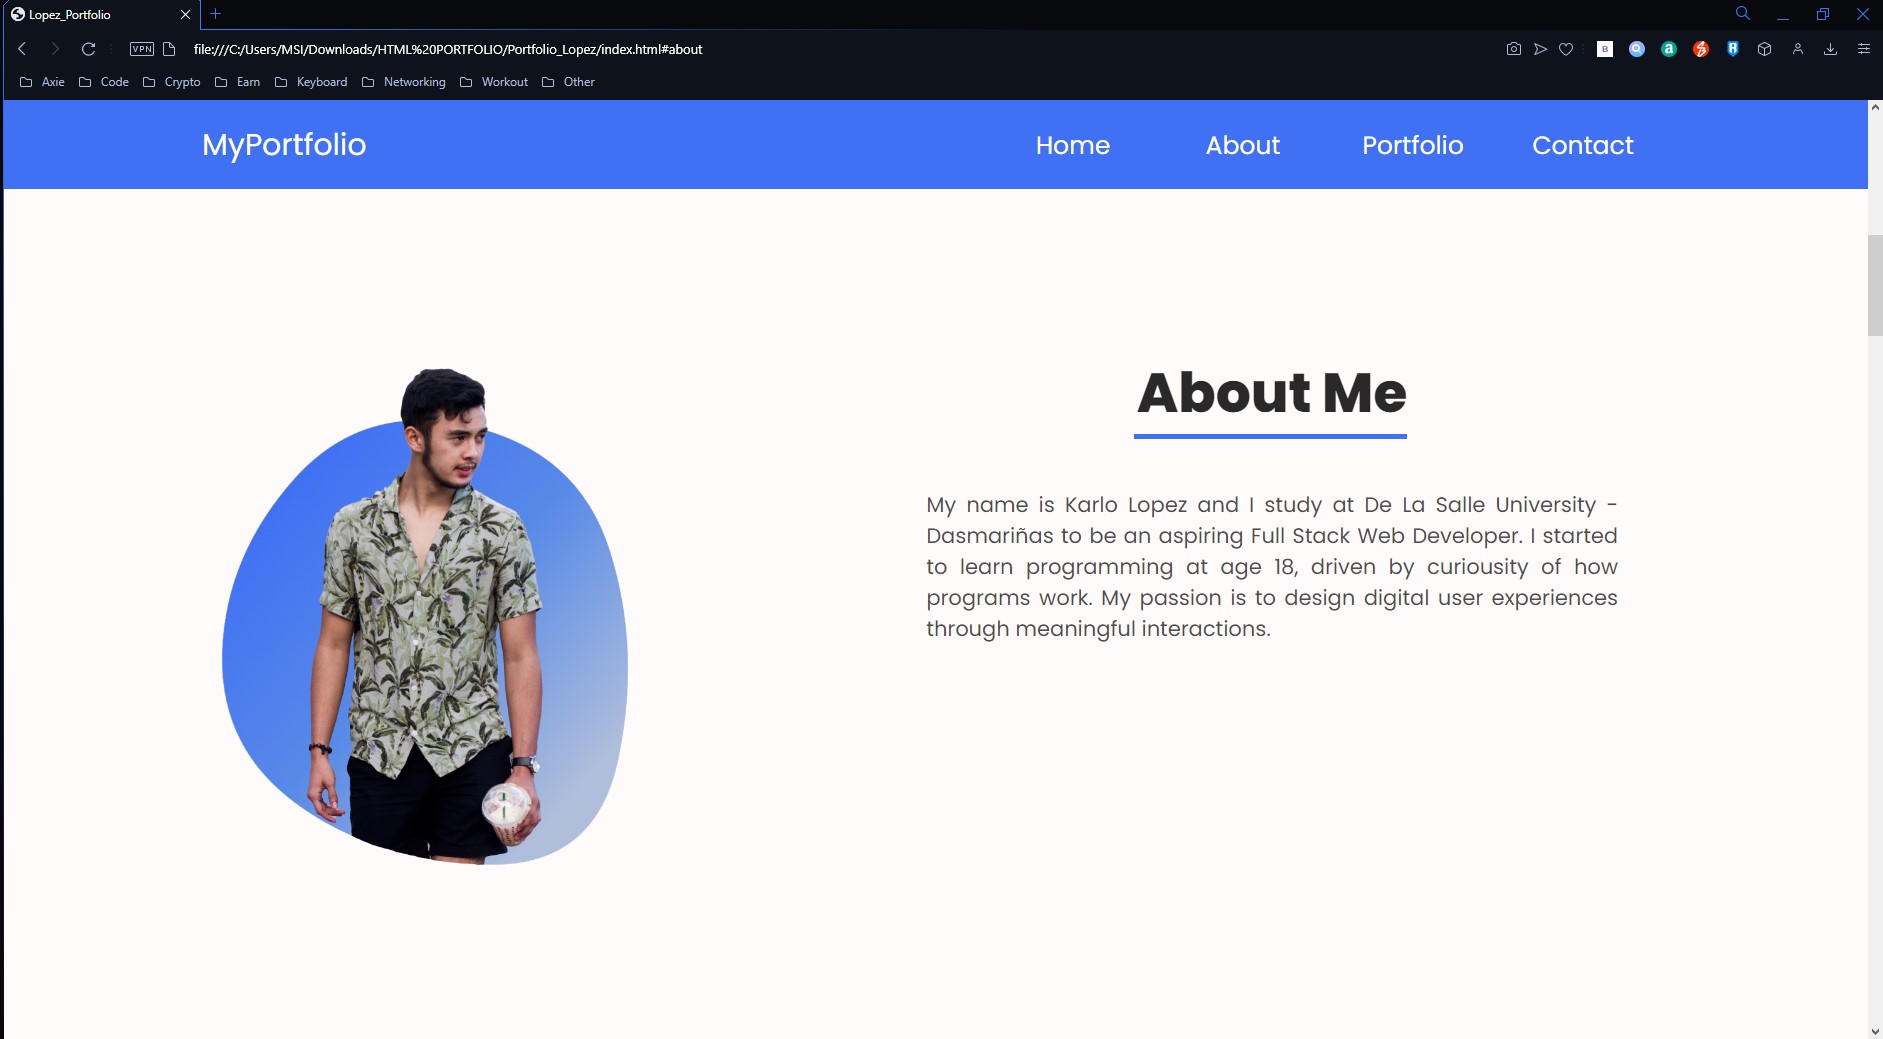 Lopez_Portfolio
VPN
file:///C:/Users/MSI/Downloads/HTML%20PORTFOLIO/Portfolio_Lopez/index.html#about
B
a
Axie Code Crypto Earn Keyboard Networking Workout Other
MyPortfolio Home About Portfolio Contact
About Me
My name is Karlo Lopez and I study at De La Salle University -
Dasmariñas to be an aspiring Full Stack Web Developer. I started
to learn programming at age 18, driven by curiousity of how
programs work. My passion is to design digital user experiences
through meaningful interactions.